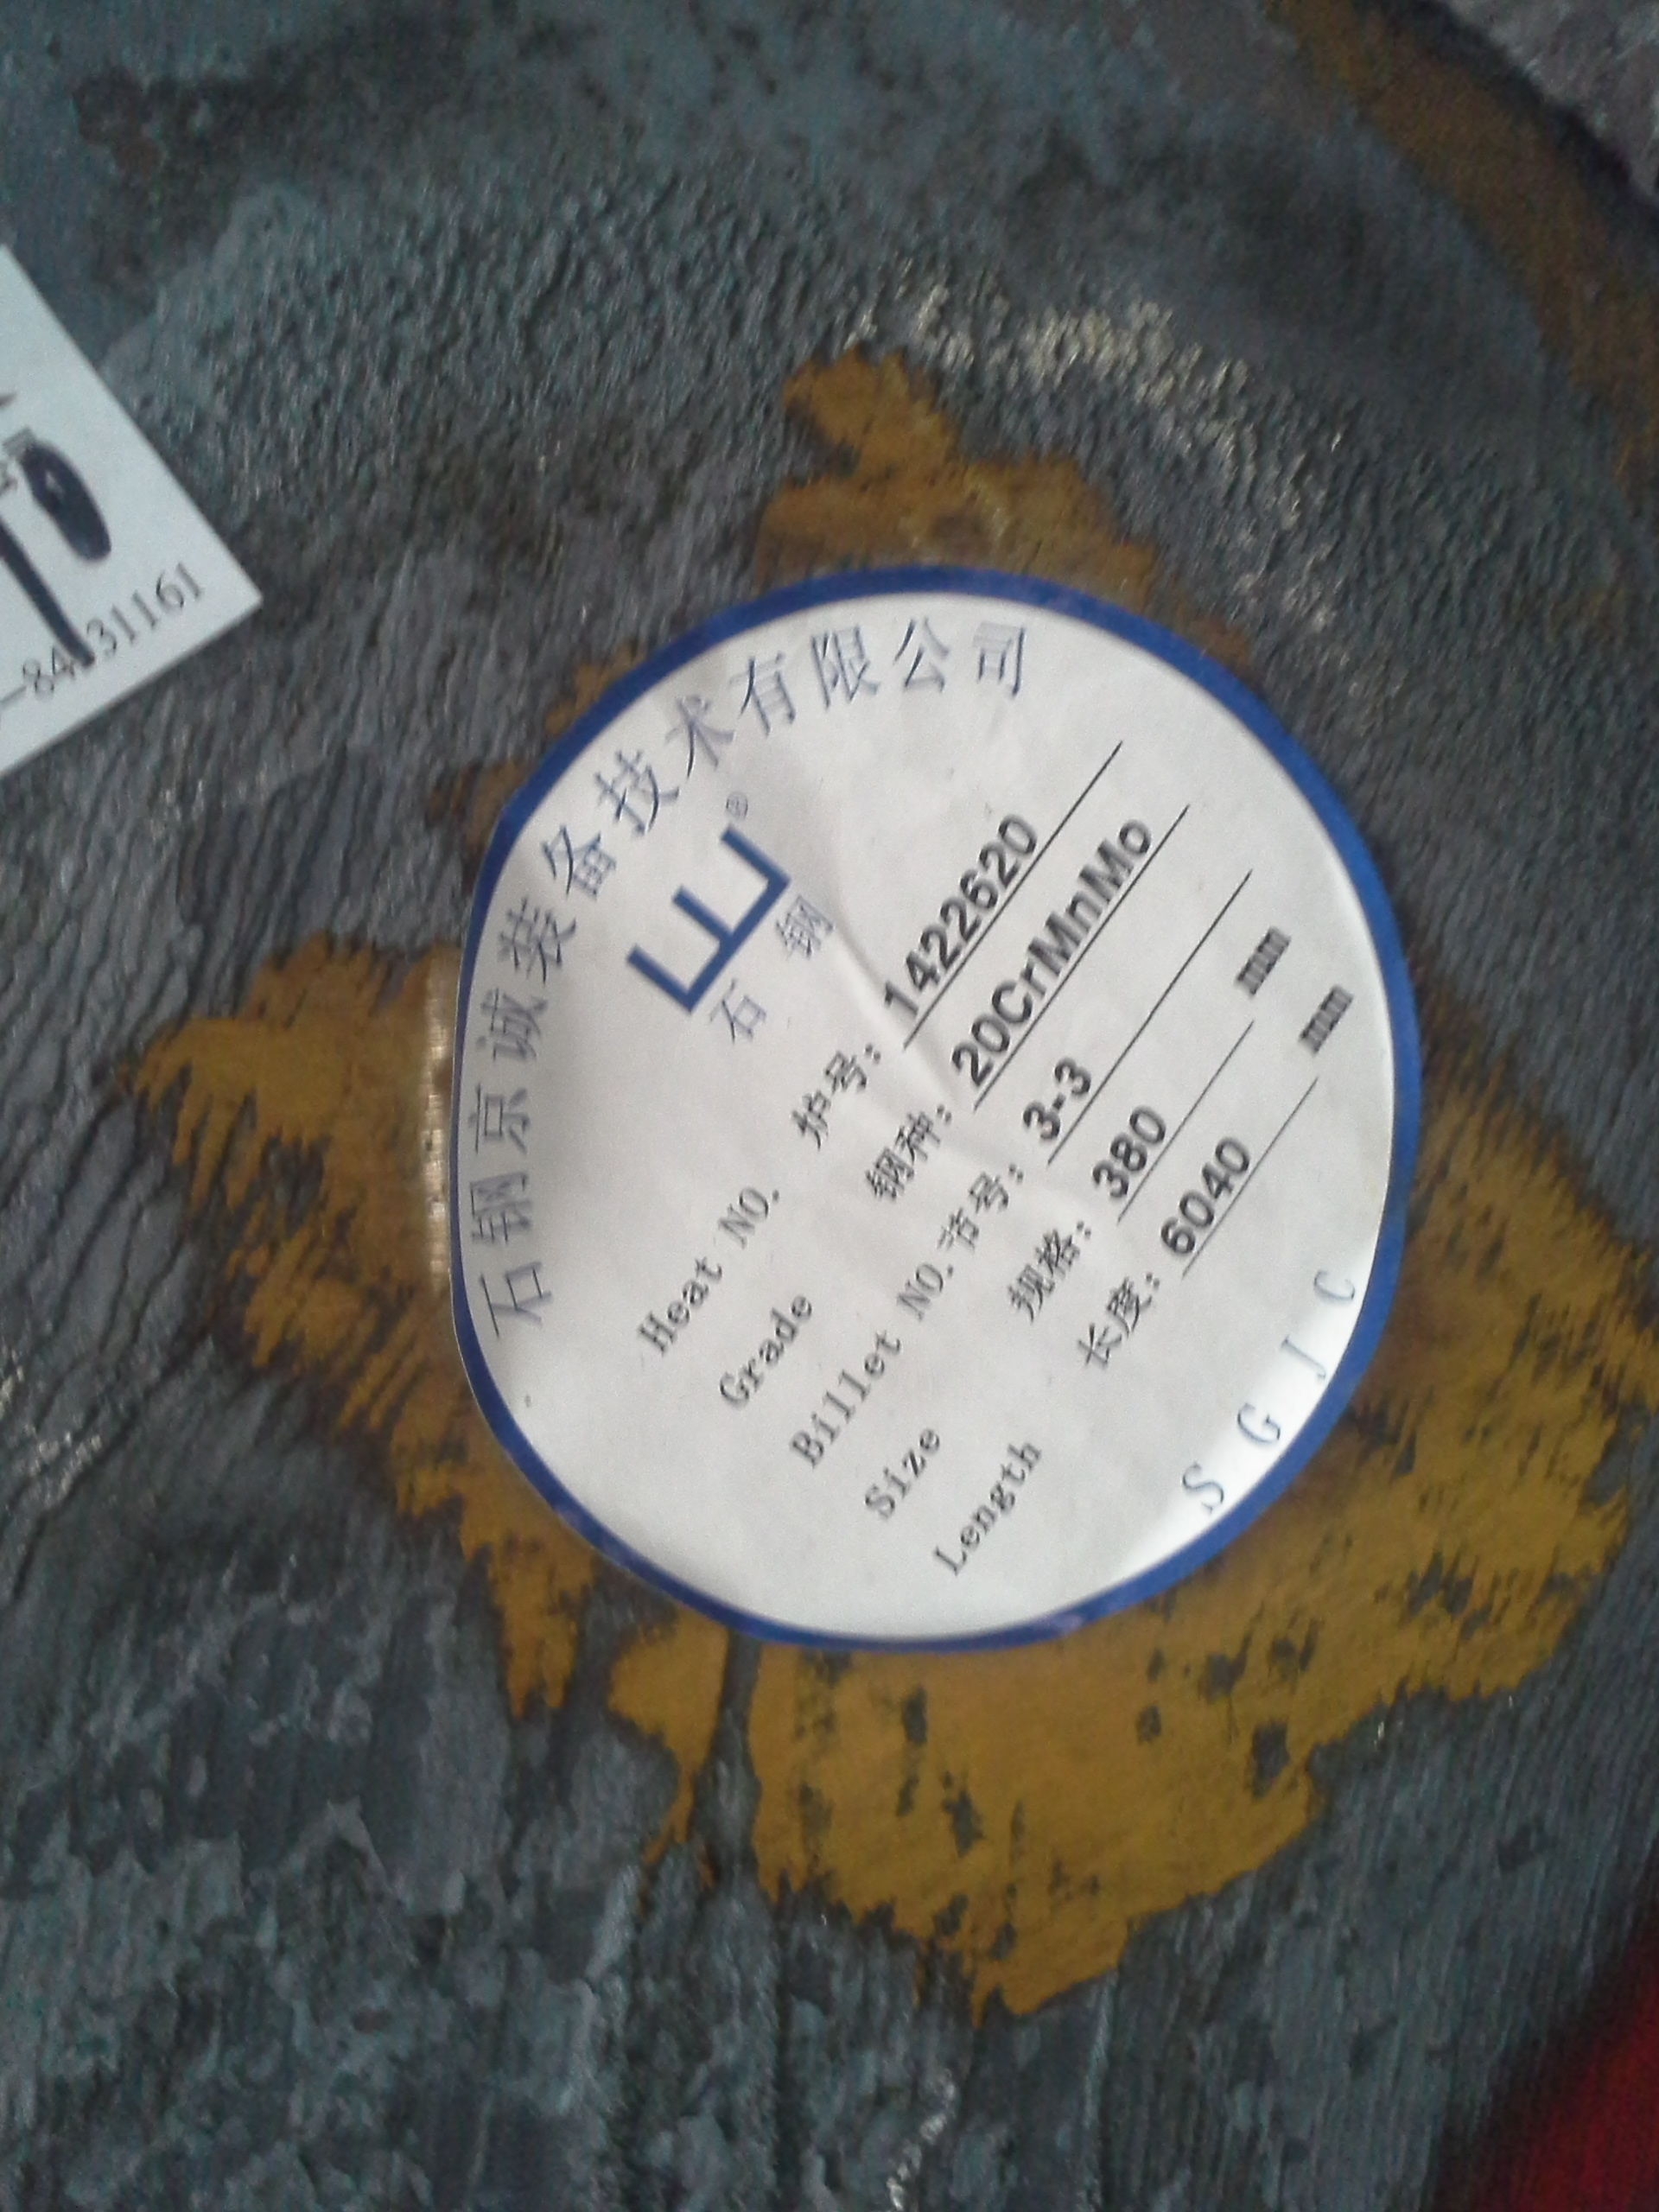 石钢京诚装备技术有限公司
®
石 钢
Heat NO. 炉号: 1422620
Grade 钢种: 20CrMnMo
Billet NO.节号: 3-3
Size 规格: 380 mm
Length 长度: 6040 mm
S G J C
31161